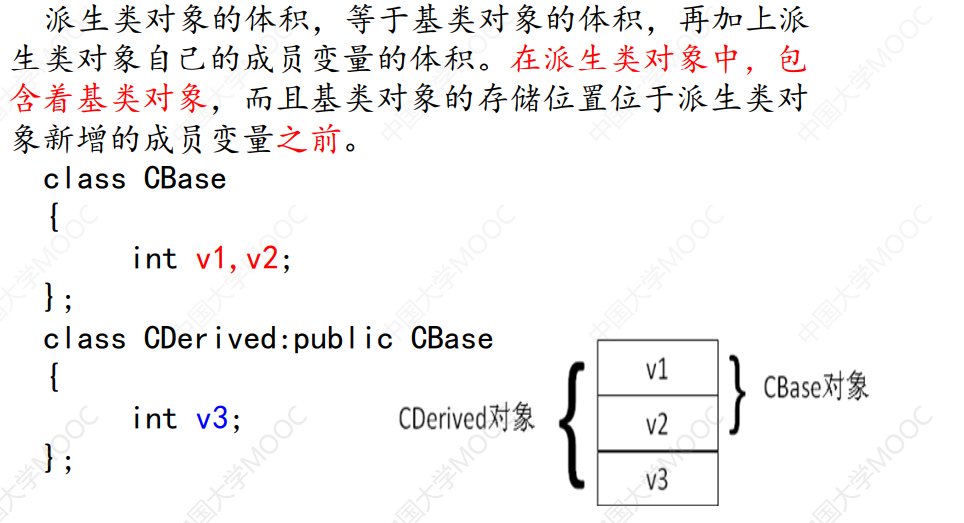 派生类对象的体积，等于基类对象的体积，再加上派
生类对象自己的成员变量的体积。在派生类对象中，包
含着基类对象，而且基类对象的存储位置位于派生类对
象新增的成员变量之前。
class CBase
{
int v1,v2;
};
class CDerived:public CBase
{
int v3;
};
CDerived对象
v1
v2
v3
CBase对象
中国大学MOOC